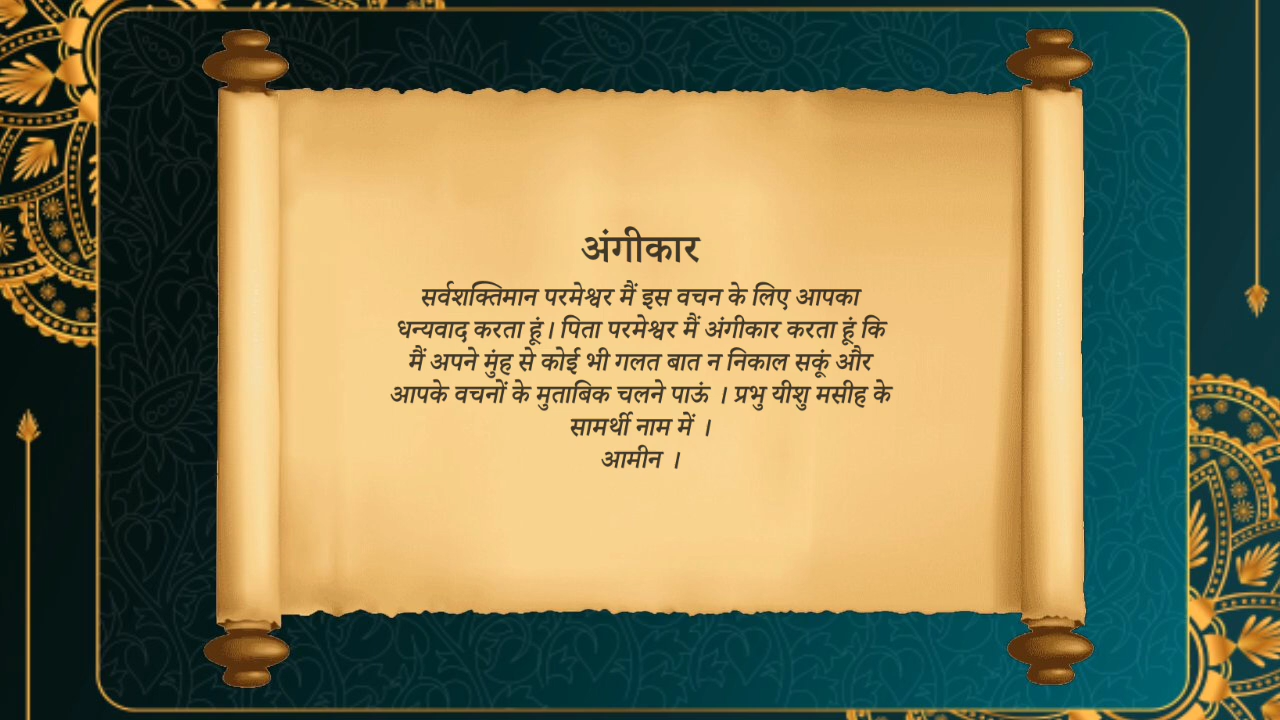 अंगीकार
सर्वशक्तिमान परमेश्वर मैं इस वचन के लिए आपका
धन्यवाद करता हूं। पिता परमेश्वर मैं अंगीकार करता हूं कि
मैं अपने मुंह से कोई भी गलत बात न निकाल सकूं और
आपके वचनों के मुताबिक चलने पाऊं । प्रभु यीशु मसीह के
सामर्थी नाम में ।
आमीन ।